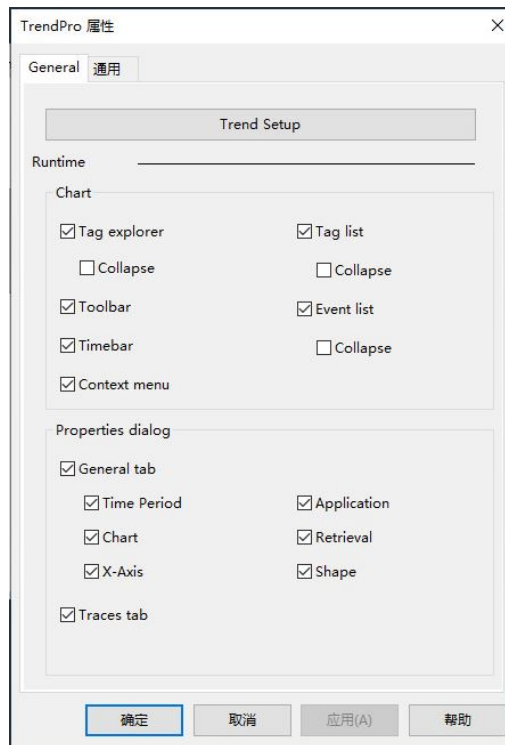 TrendPro 属性
General 通用
Trend Setup
Runtime
Chart
Tag explorer Tag list
Collapse Collapse
Toolbar Event list
Timebar Collapse
Context menu
Properties dialog
General tab
Time Period Application
Chart Retrieval
X-Axis Shape
Traces tab
确定 取消 应用(A) 帮助